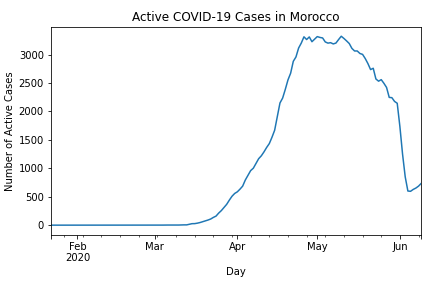 Active COVID-19 Cases in Morocco
Number of Active Cases
3000
2500
2000
1500
1000
500
0
Feb Mar Apr May Jun
2020
Day